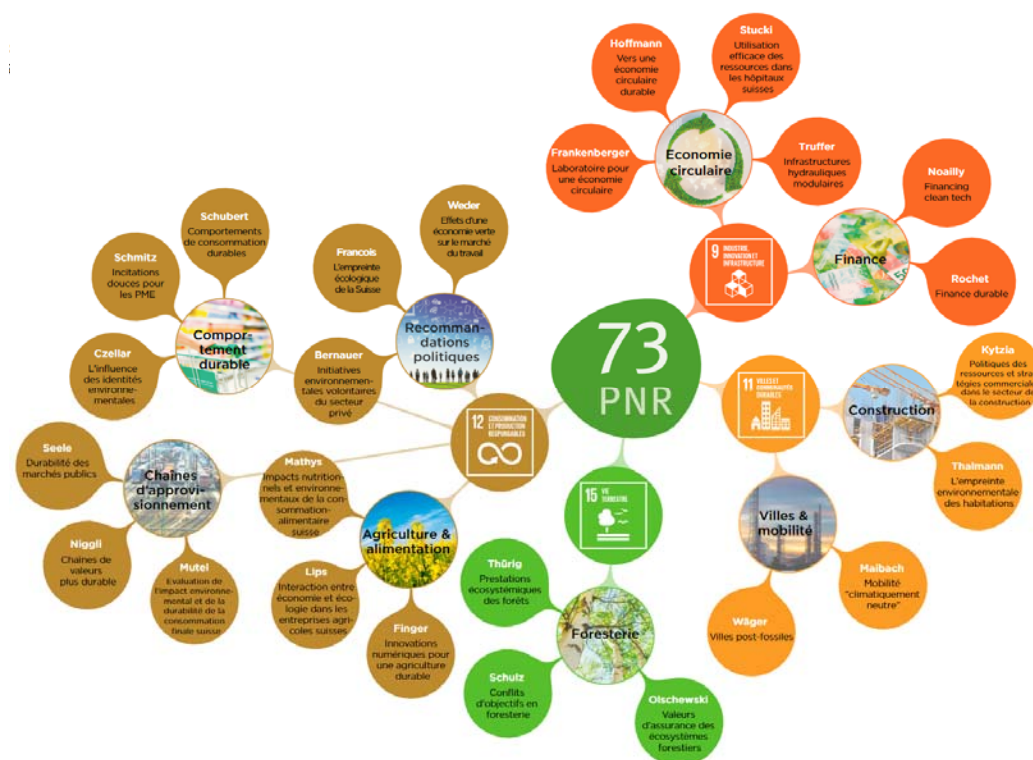 Hoffmann
Vers une
économie
circulaire
durable
Stucki
Utilisation
efficace des
ressources dans
les hôpitaux
suisses
Frankenberger
Laboratoire pour
une économie
circulaire
Economie
circulaire
Truffer
Infrastructures
hydrauliques
modulaires
Noailly
Financing
clean tech
9 INDUSTRIE,
INNOVATION ET
INFRASTRUCTURE
Finance
Rochet
Finance durable
Schubert
Comportements
de consommation
durables
Schmitz
Incitations
douces pour
les PME
Czellar
L'influence
des identités
environne-
mentales
Compor-
tement
durable
Weder
Effets d'une
économie verte
sur le marché
du travail
Francois
L'empreinte
écologique
de la Suisse
Bernauer
Initiatives
environnemen-
tales volontaires
du secteur
privé
Recomman-
dations
politiques
73
PNR
12 CONSOMMATION
ET PRODUCTION
RESPONSABLES
11 VILLES ET
COMMUNAUTÉS
DURABLES
Construction
Kytzia
Politiques des
ressources et stra
tégies commerciale
dans le secteur de
la construction
Thalmann
L'empreinte
environnementale
des habitations
Seele
Durabilité des
marchés publics
Chaînes
d'approvi-
sionnement
Niggli
Chaines de
valeurs
plus durable
Mutel
Evaluation de
l'impact environne-
mental et de la
durabilité de la
consommation
finale suisse
Mathys
Impacts nutrition-
nels et environne-
mentaux de la con-
sommation-
alimentaire
suisse
Agriculture &
alimentation
Lips
Interaction entre
économie et éco-
logie dans les
entreprises agri-
coles suisses
Finger
Innovations
numériques pour
une agriculture
durable
15 VIE
TERRESTRE
Thürig
Prestations
écosystémiques
des forêts
Foresterie
Schulz
Conflits
d'objectifs en
foresterie
Olschewski
Valeurs
d'assurance des
écosystèmes
forestiers
Villes &
mobilité
Maibach
Mobilité
"climatiquement
neutre"
Wäger
Villes post-fossiles